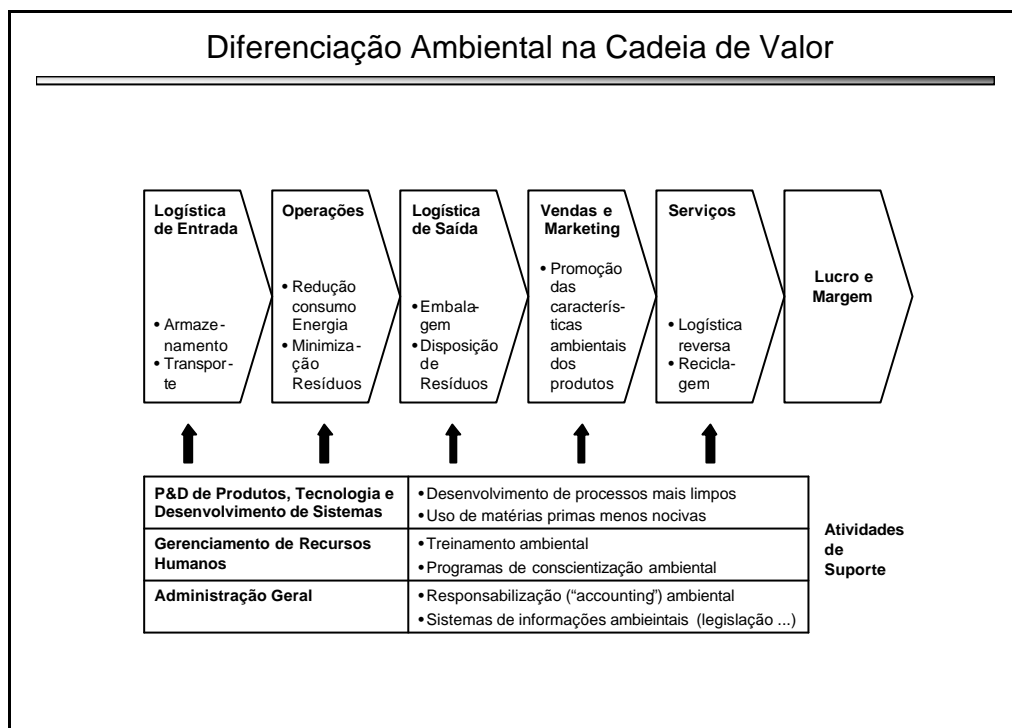 Diferenciação Ambiental na Cadeia de Valor
Logística
de Entrada
• Armaze-
namento
• Transpor-
te
Operações
• Redução
consumo
Energia
• Minimiza-
ção
Resíduos
Logística
de Saída
• Embala-
gem
• Disposição
de
Resíduos
Vendas e
Marketing
• Promoção
das
caracterís-
ticas
ambientais
dos
produtos
Serviços
• Logística
reversa
• Recicla-
gem
Lucro e
Margem
P&D de Produtos, Tecnologia e
Desenvolvimento de Sistemas
• Desenvolvimento de processos mais limpos
• Uso de matérias primas menos nocivas
Gerenciamento de Recursos
Humanos
• Treinamento ambiental
• Programas de conscientização ambiental
Administração Geral
• Responsabilização (“accounting”) ambiental
• Sistemas de informações ambieintais (legislação ...)
Atividades
de
Suporte